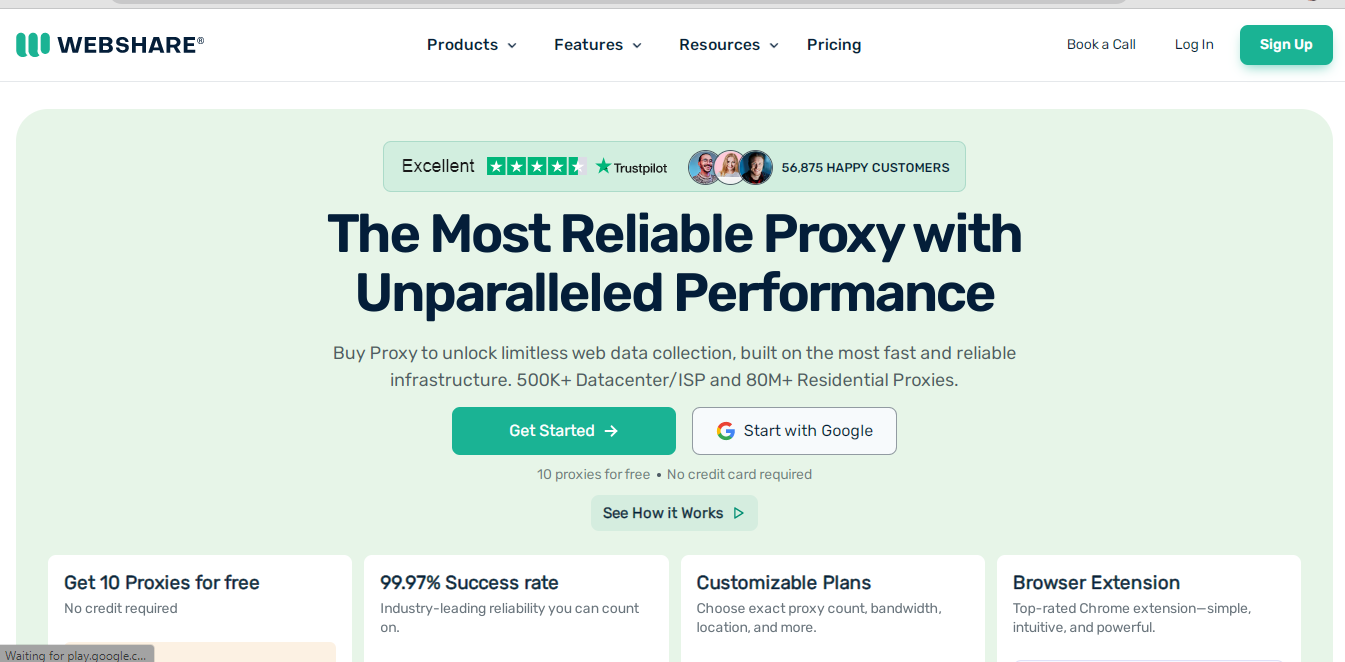 WEBSHARE®
Products
Features
Resources
Pricing
Book a Call
Log In
Sign Up
Excellent
Trustpilot
56,875 HAPPY CUSTOMERS
The Most Reliable Proxy with
Unparalleled Performance
Buy Proxy to unlock limitless web data collection, built on the most fast and reliable
infrastructure. 500K+ Datacenter/ISP and 80M+ Residential Proxies.
Get Started →
Start with Google
10 proxies for free • No credit card required
See How it Works
Get 10 Proxies for free
No credit required
99.97% Success rate
Industry-leading reliability you can count
on.
Customizable Plans
Choose exact proxy count, bandwidth,
location, and more.
Browser Extension
Top-rated Chrome extension—simple,
intuitive, and powerful.
Waiting for play.google.c...